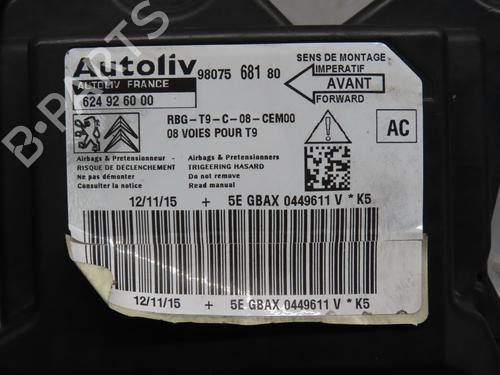 Autoliv 98075 681 80
AUTOLIV FRANCE
624 92 60 00
SENS DE MONTAGE
IMPERATIF
AVANT
FORWARD
RBG-T9-C-08-CEM00
08 VOIES POUR T9
AC
Airbags & Pretensionneur - Airbags & Pretensioners
RISQUE DE DECLENCHEMENT TRIGEERING HASARD
Ne pas demonter Do not remove
Consulter la notice Read manual
12/11/15 + 5E GBAX 0449611 V * K5
12/11/15 + 5E GBAX 0449611 V * K5
B-PARTS